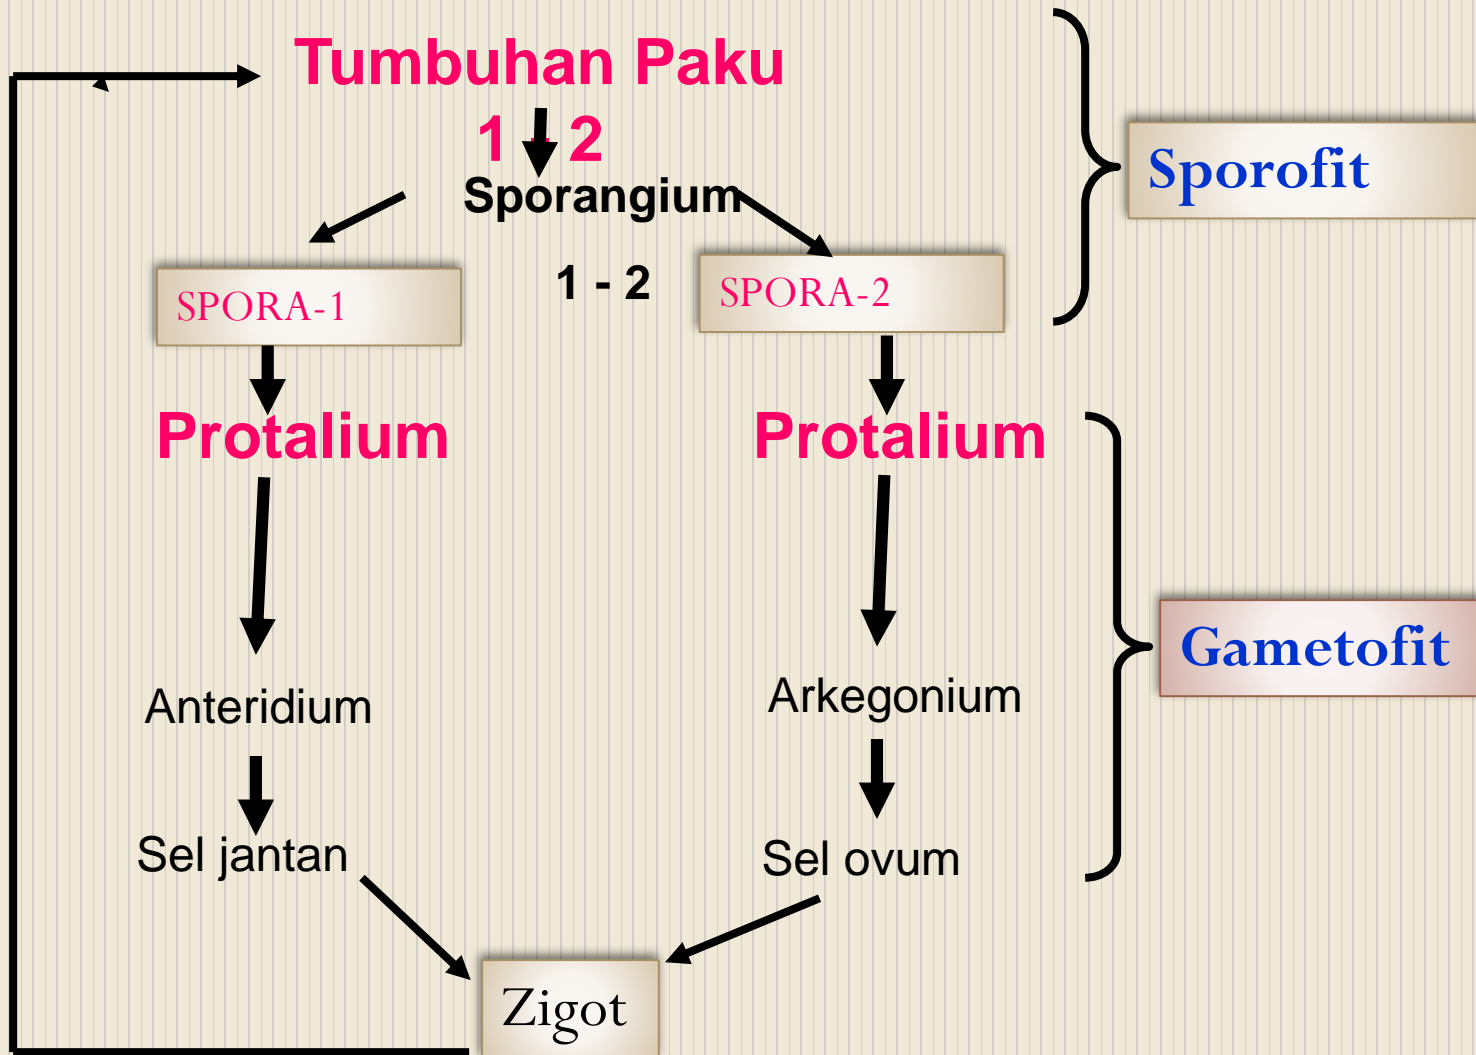 Tumbuhan Paku
1 - 2
Sporangium
1 - 2
Sporofit
SPORA-1
SPORA-2
Protalium
Protalium
Gametofit
Anteridium
Arkegonium
Sel jantan
Sel ovum
Zigot